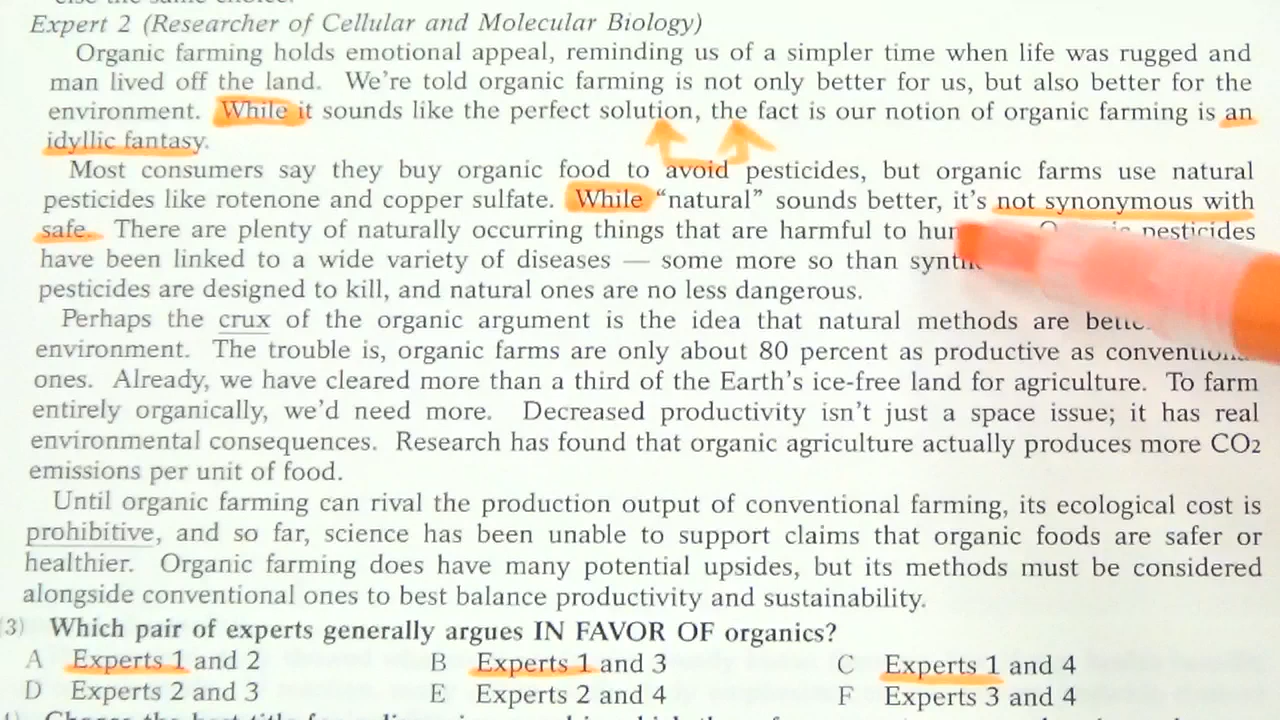 Expert 2 (Researcher of Cellular and Molecular Biology)
Organic farming holds emotional appeal, reminding us of a simpler time when life was rugged and
man lived off the land. We're told organic farming is not only better for us, but also better for the
environment. While it sounds like the perfect solution, the fact is our notion of organic farming is an
idyllic fantasy.
Most consumers say they buy organic food to avoid pesticides, but organic farms use natural
pesticides like rotenone and copper sulfate. While “natural” sounds better, it's not synonymous with
safe. There are plenty of naturally occurring things that are harmful to pesticides
have been linked to a wide variety of diseases — some more so than
pesticides are designed to kill, and natural ones are no less dangerous.
Perhaps the crux of the organic argument is the idea that natural methods are
environment. The trouble is, organic farms are only about 80 percent as productive as
ones. Already, we have cleared more than a third of the Earth's ice-free land for agriculture. To farm
entirely organically, we'd need more. Decreased productivity isn't just a space issue; it has real
environmental consequences. Research has found that organic agriculture actually produces more CO2
emissions per unit of food.
Until organic farming can rival the production output of conventional farming, its ecological cost is
prohibitive, and so far, science has been unable to support claims that organic foods are safer or
healthier. Organic farming does have many potential upsides, but its methods must be considered
alongside conventional ones to best balance productivity and sustainability.
3) Which pair of experts generally argues IN FAVOR OF organics?
A Experts 1 and 2 B Experts 1 and 3 C Experts 1 and 4
D Experts 2 and 3 E Experts 2 and 4 F Experts 3 and 4